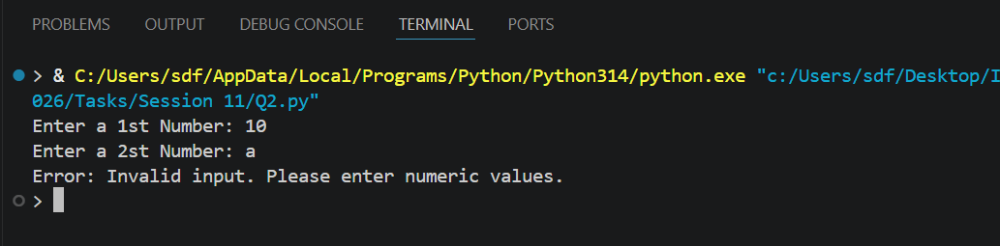 PROBLEMS OUTPUT DEBUG CONSOLE TERMINAL PORTS
> & C:/Users/sdf/AppData/Local/Programs/Python/Python314/python.exe "c:/Users/sdf/Desktop/I
026/Tasks/Session 11/Q2.py"
Enter a 1st Number: 10
Enter a 2st Number: a
Error: Invalid input. Please enter numeric values.
>